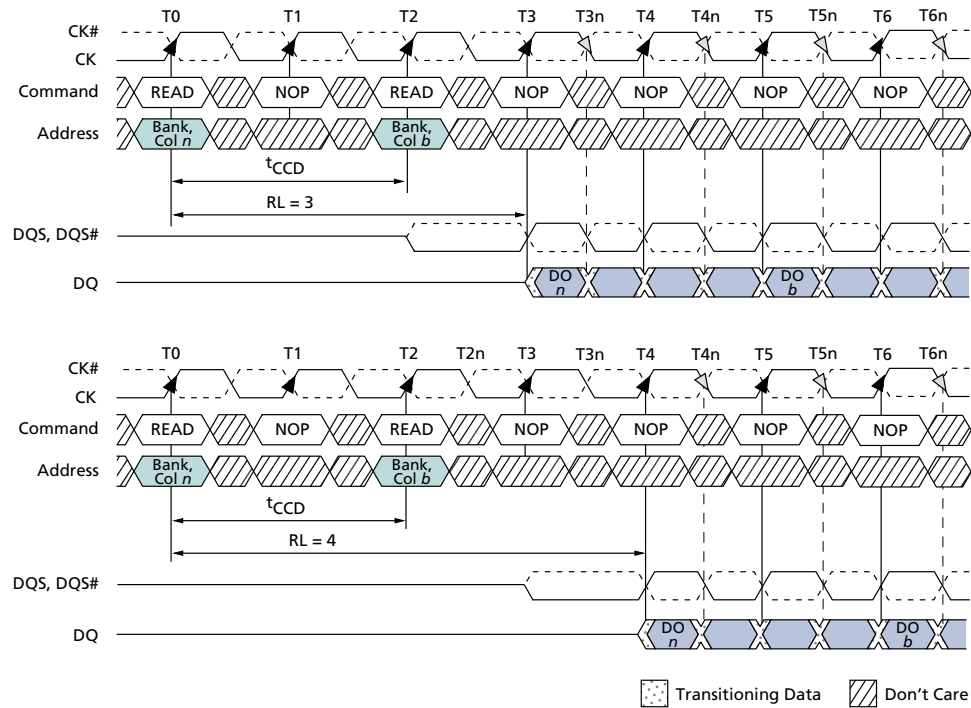 T0 T1 T2 T3 T3n T4 T4n T5 T5n T6 T6n
CK#
CK
Command READ NOP READ NOP NOP NOP NOP
Address Bank, Col n Bank, Col b
tCCD
RL = 3
DQS, DQS#
DQ DO n DO b
T0 T1 T2 T2n T3 T3n T4 T4n T5 T5n T6 T6n
CK#
CK
Command READ NOP READ NOP NOP NOP NOP
Address Bank, Col n Bank, Col b
tCCD
RL = 4
DQS, DQS#
DQ DO n DO b
Transitioning Data Don't Care